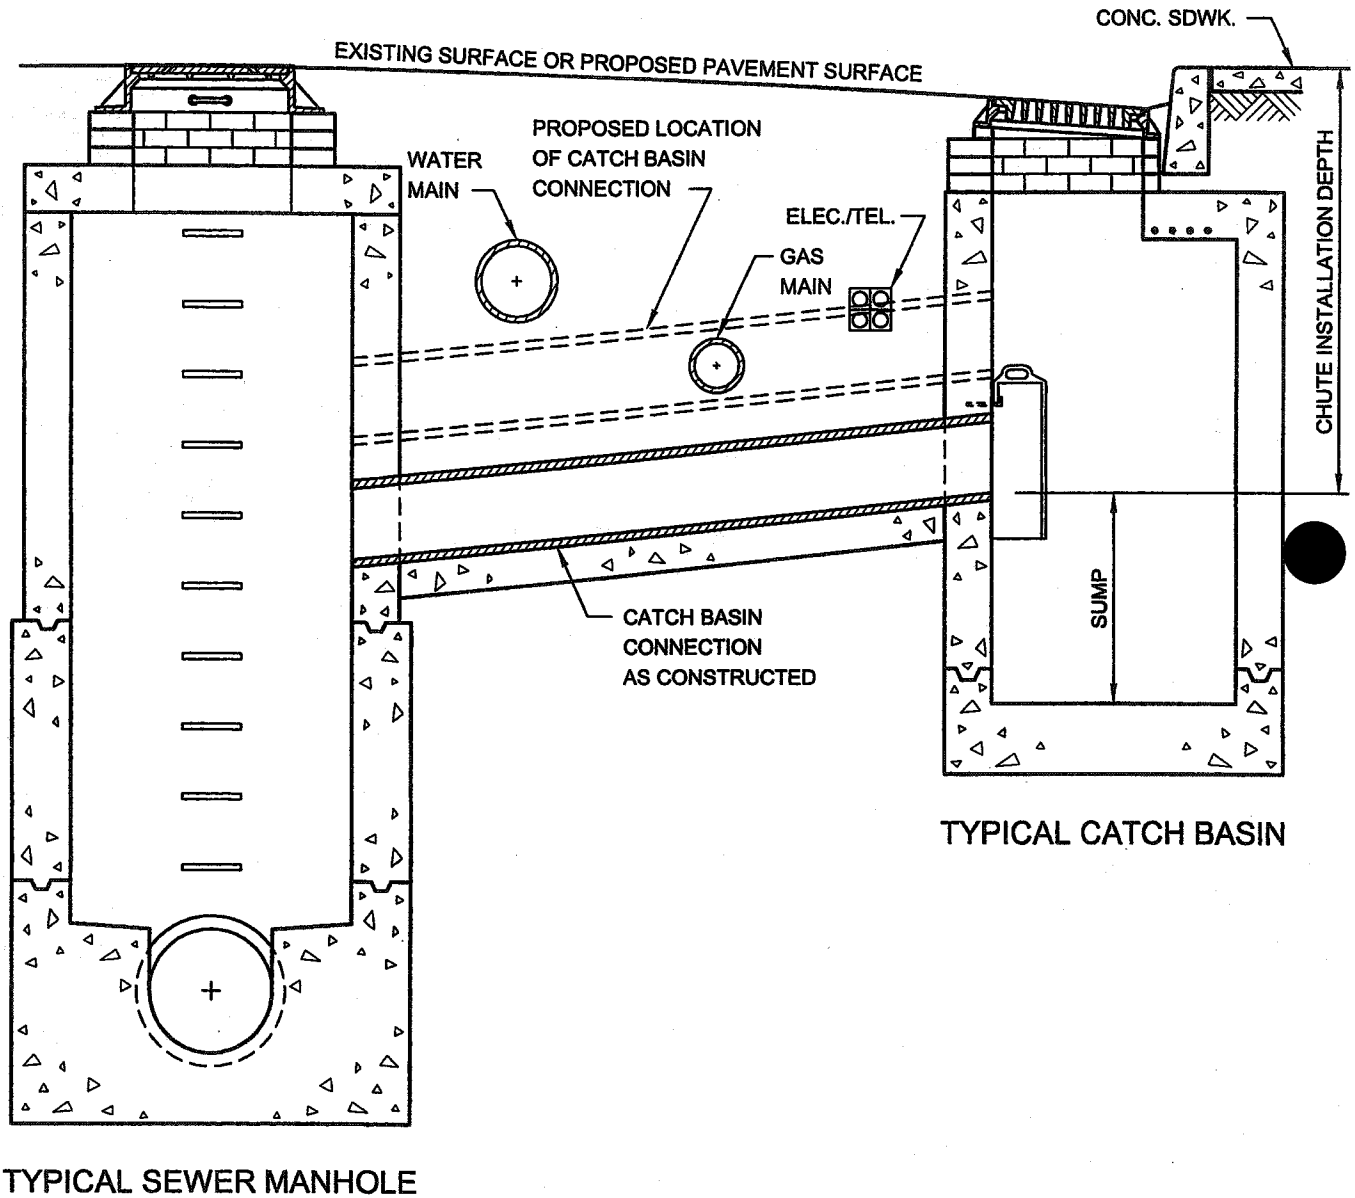 CONC. SDWK.
EXISTING SURFACE OR PROPOSED PAVEMENT SURFACE
PROPOSED LOCATION
OF CATCH BASIN
CONNECTION
WATER
MAIN
ELEC./TEL.
GAS
MAIN
CHUTE INSTALLATION DEPTH
SUMP
CATCH BASIN
CONNECTION
AS CONSTRUCTED
TYPICAL CATCH BASIN
TYPICAL SEWER MANHOLE